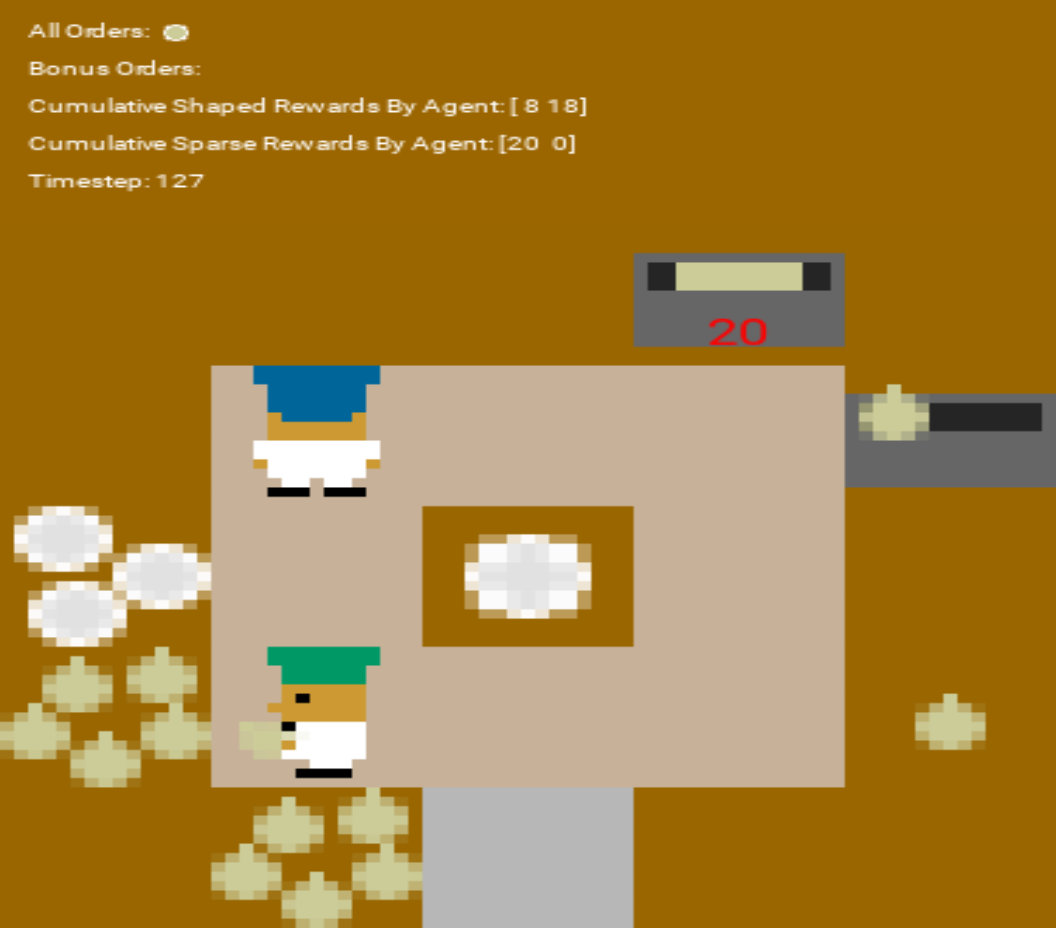 All Orders:
Bonus Orders:
Cumulative Shaped Rewards By Agent: [ 8 18]
Cumulative Sparse Rewards By Agent: [20  0]
Timestep: 127
20